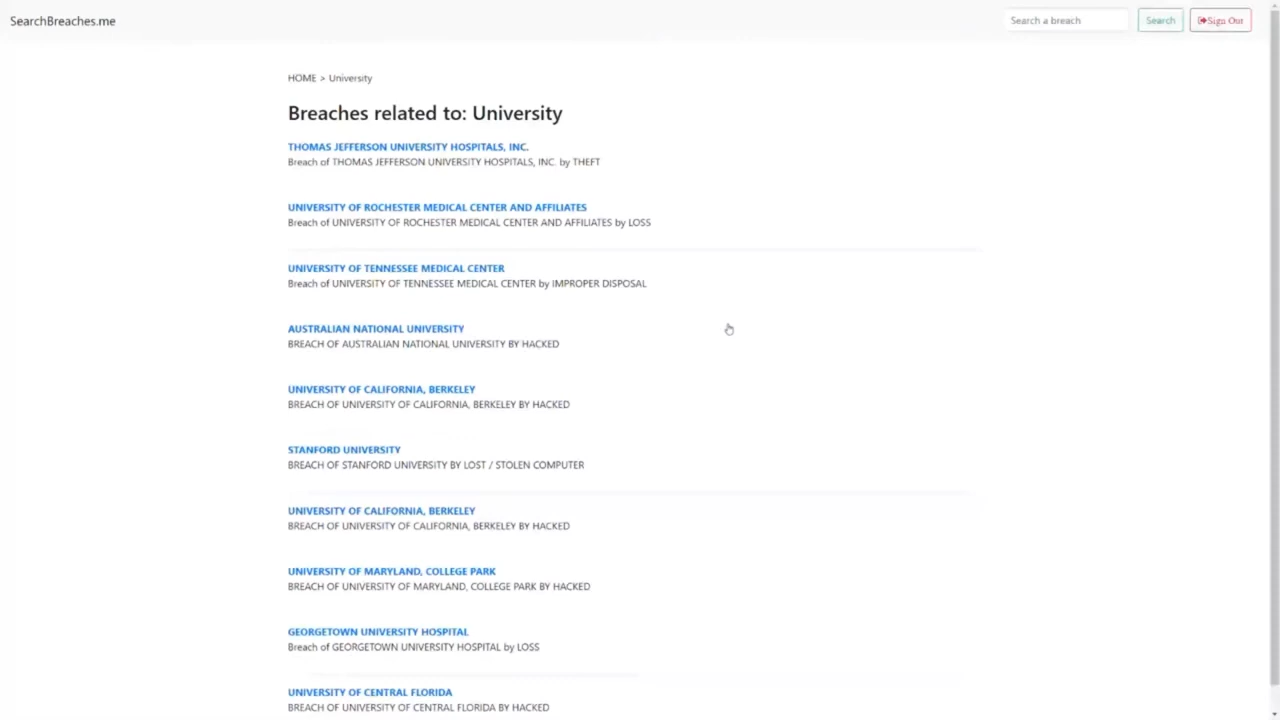 SearchBreaches.me
Search a breach
Search
Sign Out
HOME > University
Breaches related to: University
THOMAS JEFFERSON UNIVERSITY HOSPITALS, INC.
Breach of THOMAS JEFFERSON UNIVERSITY HOSPITALS, INC. by THEFT
UNIVERSITY OF ROCHESTER MEDICAL CENTER AND AFFILIATES
Breach of UNIVERSITY OF ROCHESTER MEDICAL CENTER AND AFFILIATES by LOSS
UNIVERSITY OF TENNESSEE MEDICAL CENTER
Breach of UNIVERSITY OF TENNESSEE MEDICAL CENTER by IMPROPER DISPOSAL
AUSTRALIAN NATIONAL UNIVERSITY
BREACH OF AUSTRALIAN NATIONAL UNIVERSITY BY HACKED
UNIVERSITY OF CALIFORNIA, BERKELEY
BREACH OF UNIVERSITY OF CALIFORNIA, BERKELEY BY HACKED
STANFORD UNIVERSITY
BREACH OF STANFORD UNIVERSITY BY LOST / STOLEN COMPUTER
UNIVERSITY OF CALIFORNIA, BERKELEY
BREACH OF UNIVERSITY OF CALIFORNIA, BERKELEY BY HACKED
UNIVERSITY OF MARYLAND, COLLEGE PARK
BREACH OF UNIVERSITY OF MARYLAND, COLLEGE PARK BY HACKED
GEORGETOWN UNIVERSITY HOSPITAL
Breach of GEORGETOWN UNIVERSITY HOSPITAL by LOSS
UNIVERSITY OF CENTRAL FLORIDA
BREACH OF UNIVERSITY OF CENTRAL FLORIDA BY HACKED